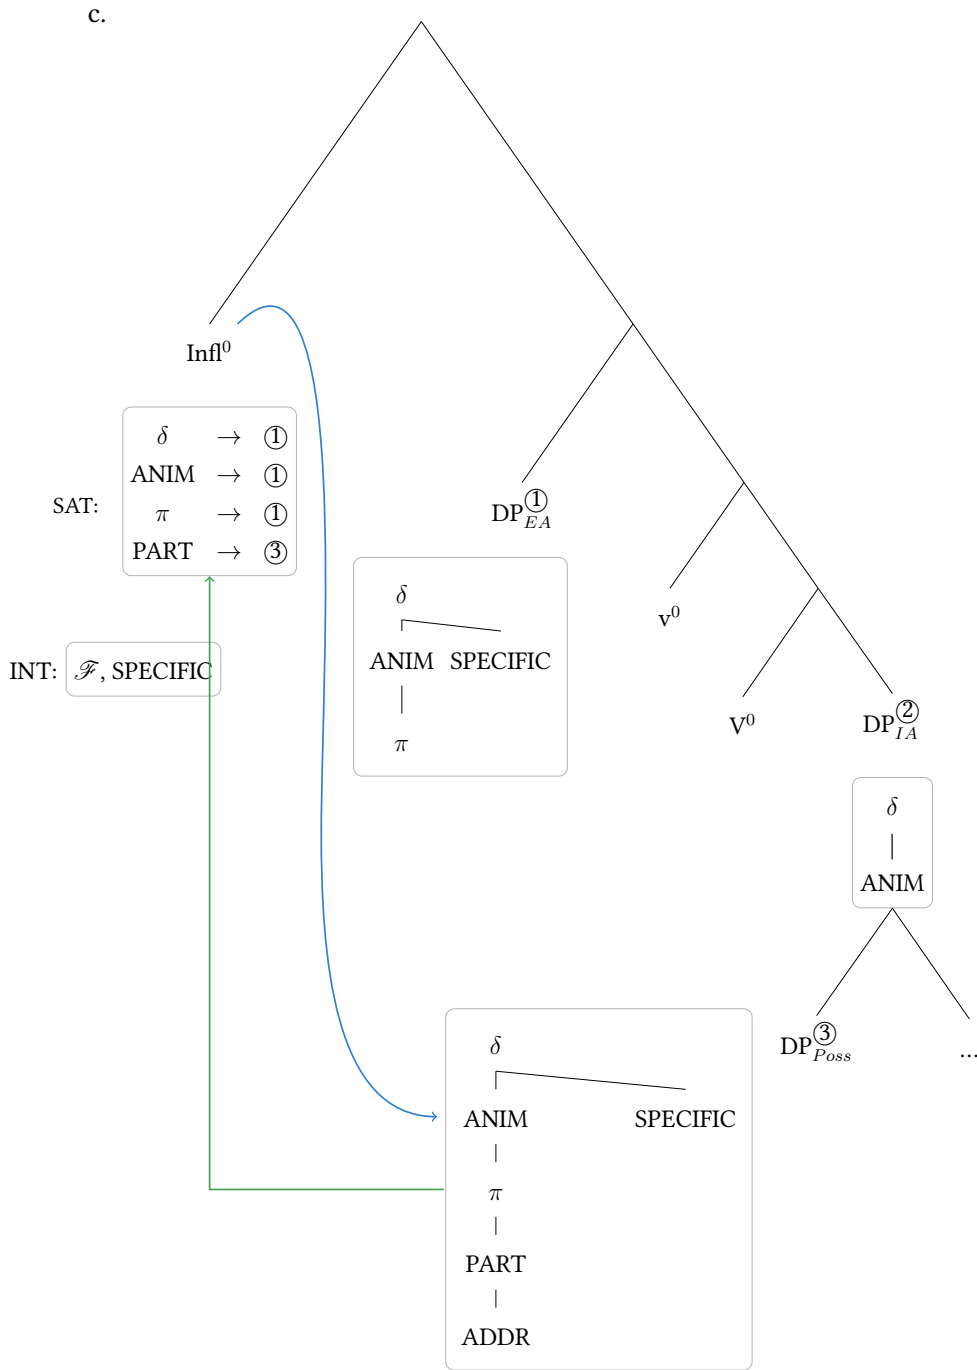 c.
Infl⁰
SAT:
δ → ①
ANIM → ①
π → ①
PART → ③
INT: ℱ, SPECIFIC
DP①EA
δ
ANIM SPECIFIC
π
v⁰
V⁰
DP②IA
δ
ANIM
DP③Poss
...
δ
ANIM SPECIFIC
π
PART
ADDR